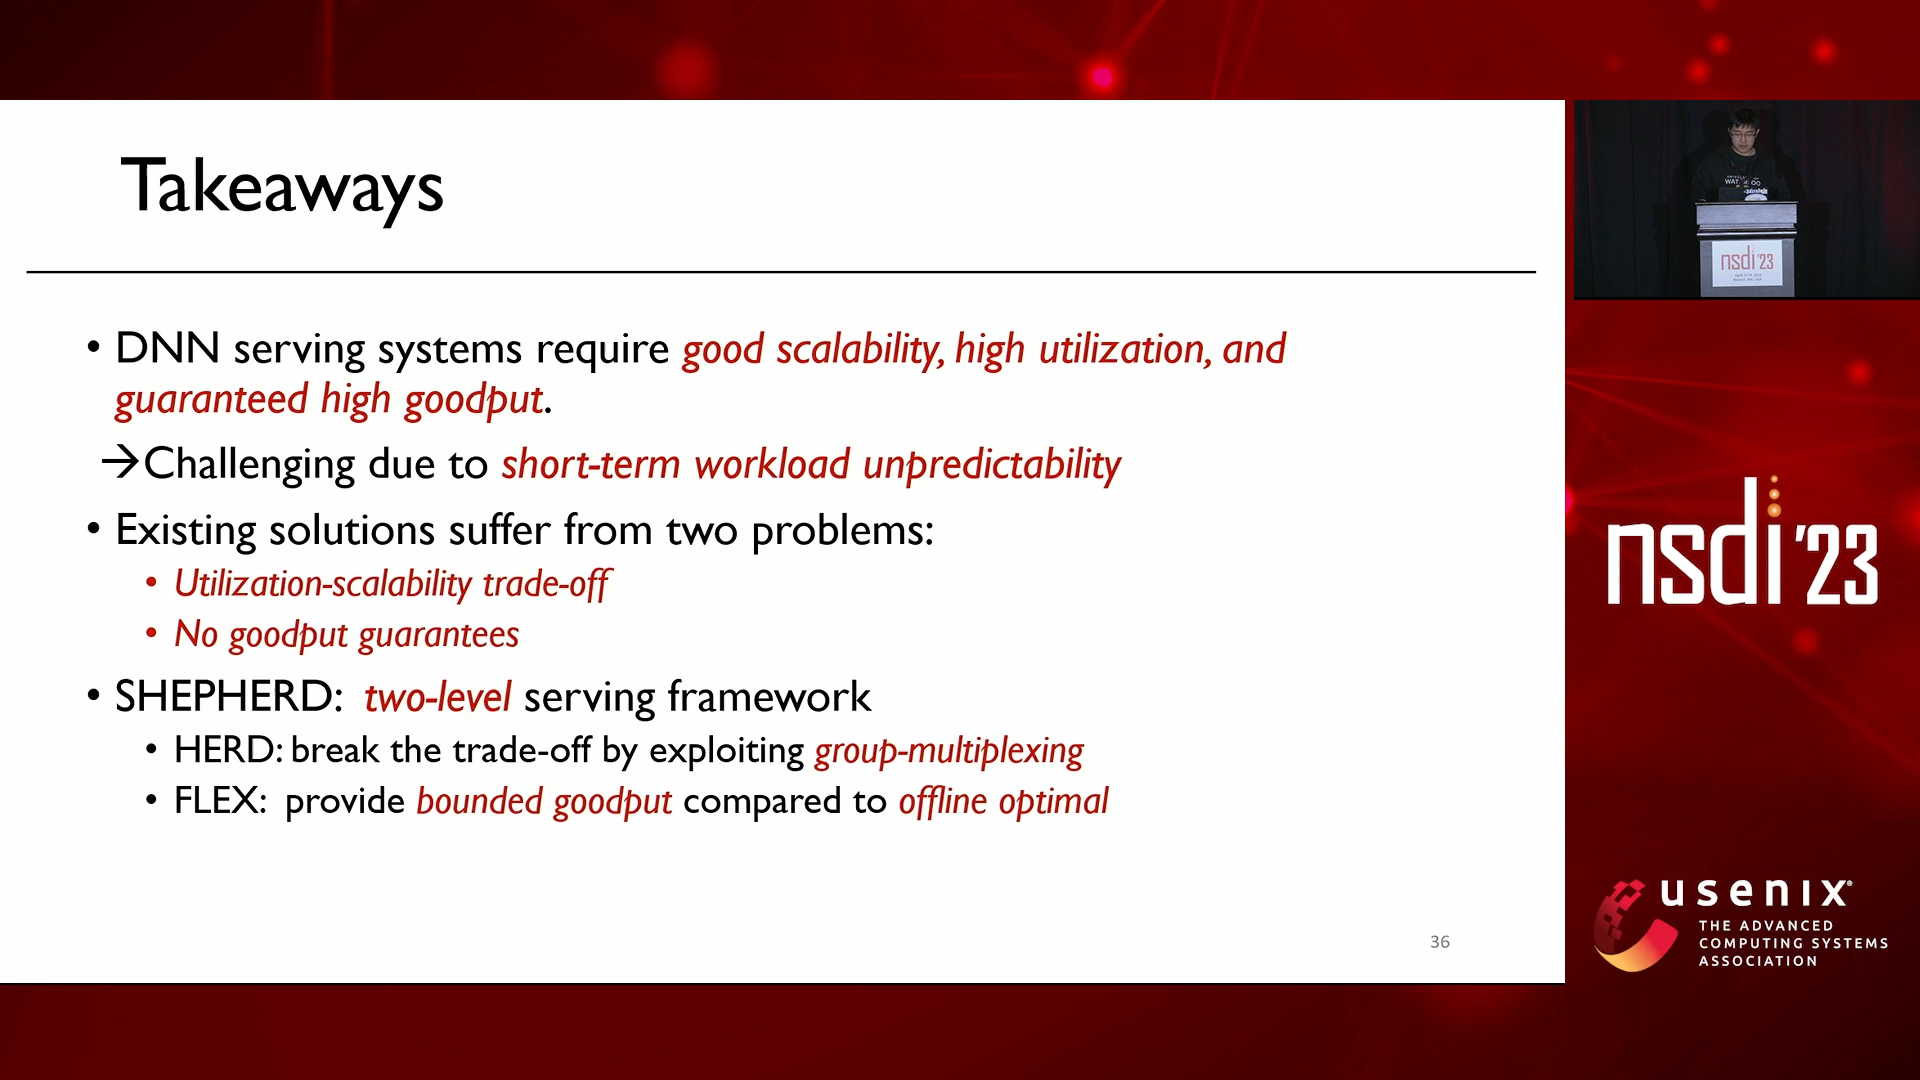 Takeaways
• DNN serving systems require good scalability, high utilization, and
guaranteed high goodput.
→Challenging due to short-term workload unpredictability
• Existing solutions suffer from two problems:
• Utilization-scalability trade-off
• No goodput guarantees
• SHEPHERD: two-level serving framework
• HERD: break the trade-off by exploiting group-multiplexing
• FLEX: provide bounded goodput compared to offline optimal
36
nsdi '23
nsdi '23
usenix®
THE ADVANCED
COMPUTING SYSTEMS
ASSOCIATION